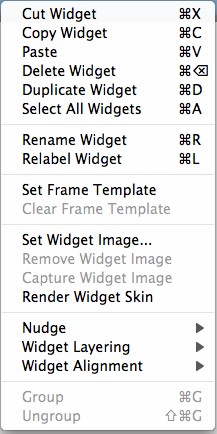 Cut Widget ⌘X
Copy Widget ⌘C
Paste ⌘V
Delete Widget ⌘⌫
Duplicate Widget ⌘D
Select All Widgets ⌘A
Rename Widget ⌘R
Relabel Widget ⌘L
Set Frame Template
Clear Frame Template
Set Widget Image...
Remove Widget Image
Capture Widget Image
Render Widget Skin
Nudge ▶
Widget Layering ▶
Widget Alignment ▶
Group ⌘G
Ungroup ⇧⌘G